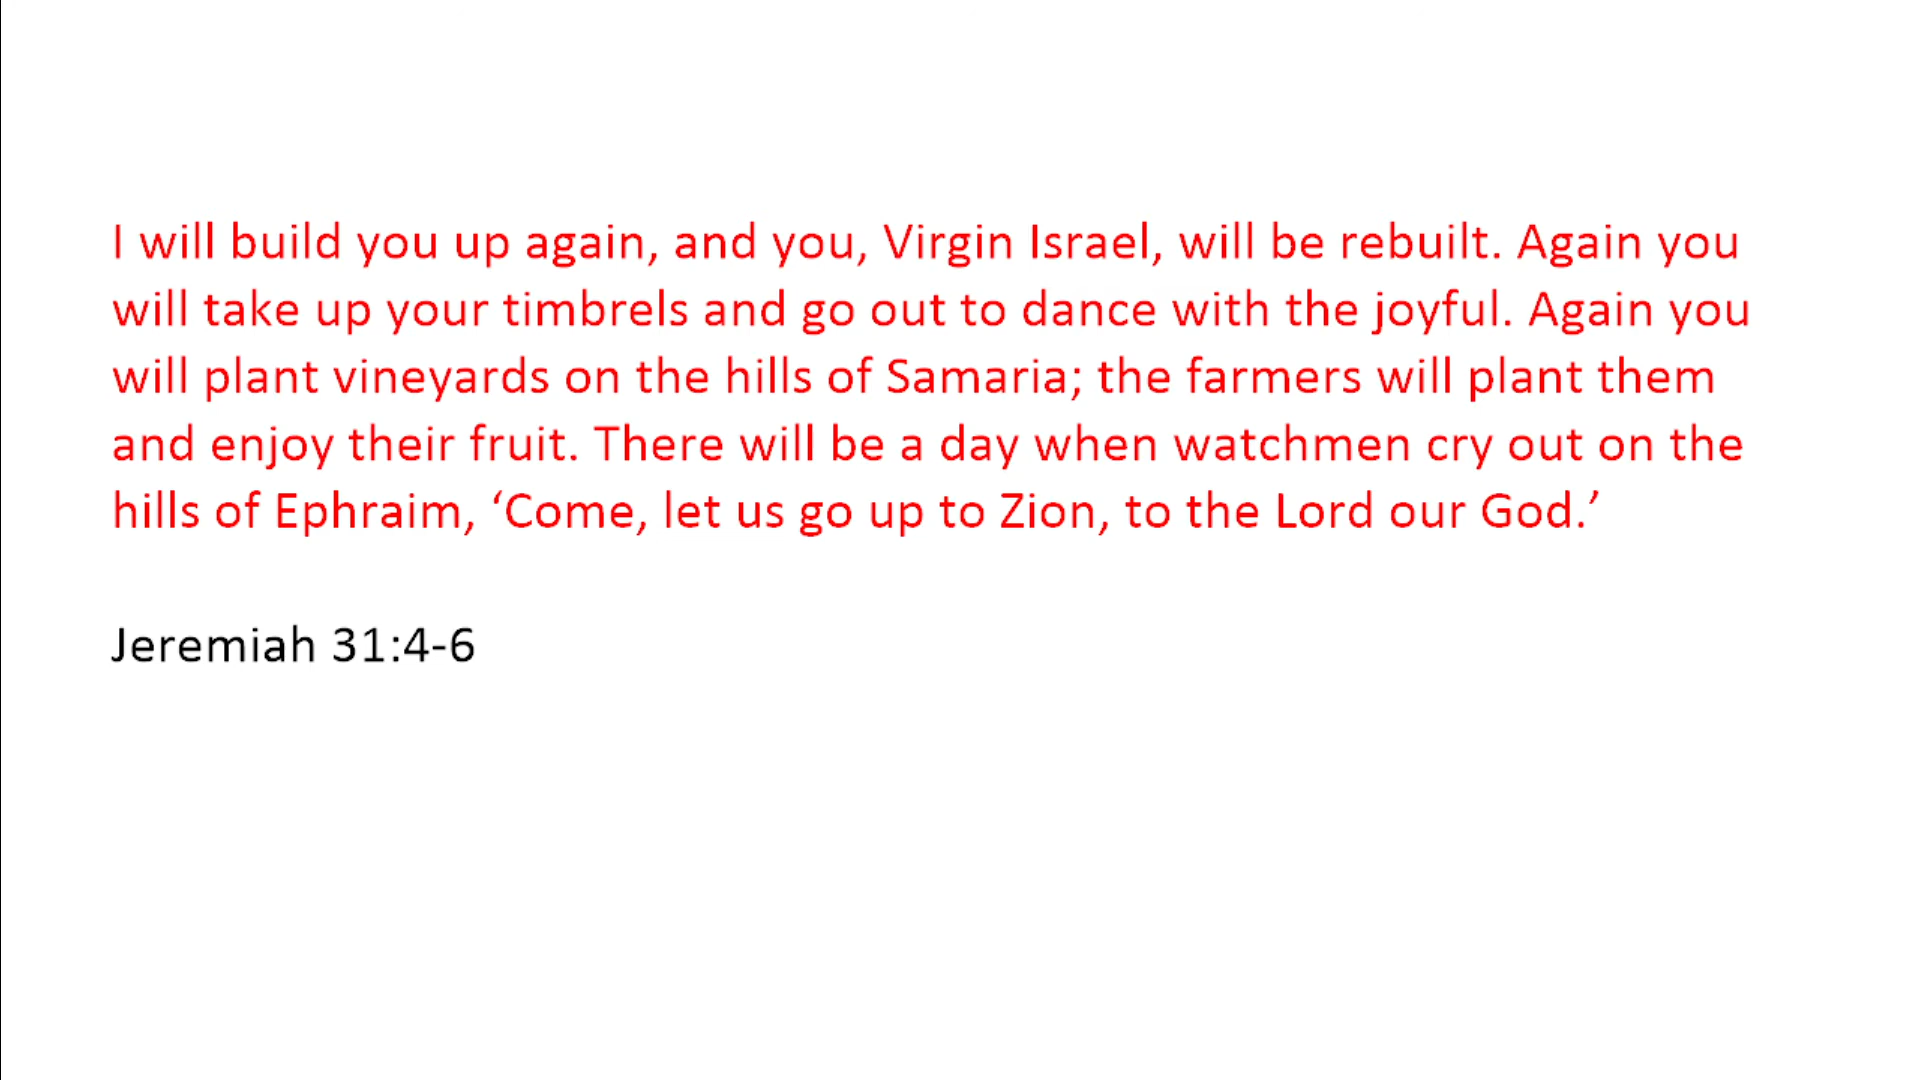 I will build you up again, and you, Virgin Israel, will be rebuilt. Again you
will take up your timbrels and go out to dance with the joyful. Again you
will plant vineyards on the hills of Samaria; the farmers will plant them
and enjoy their fruit. There will be a day when watchmen cry out on the
hills of Ephraim, ‘Come, let us go up to Zion, to the Lord our God.’
Jeremiah 31:4-6